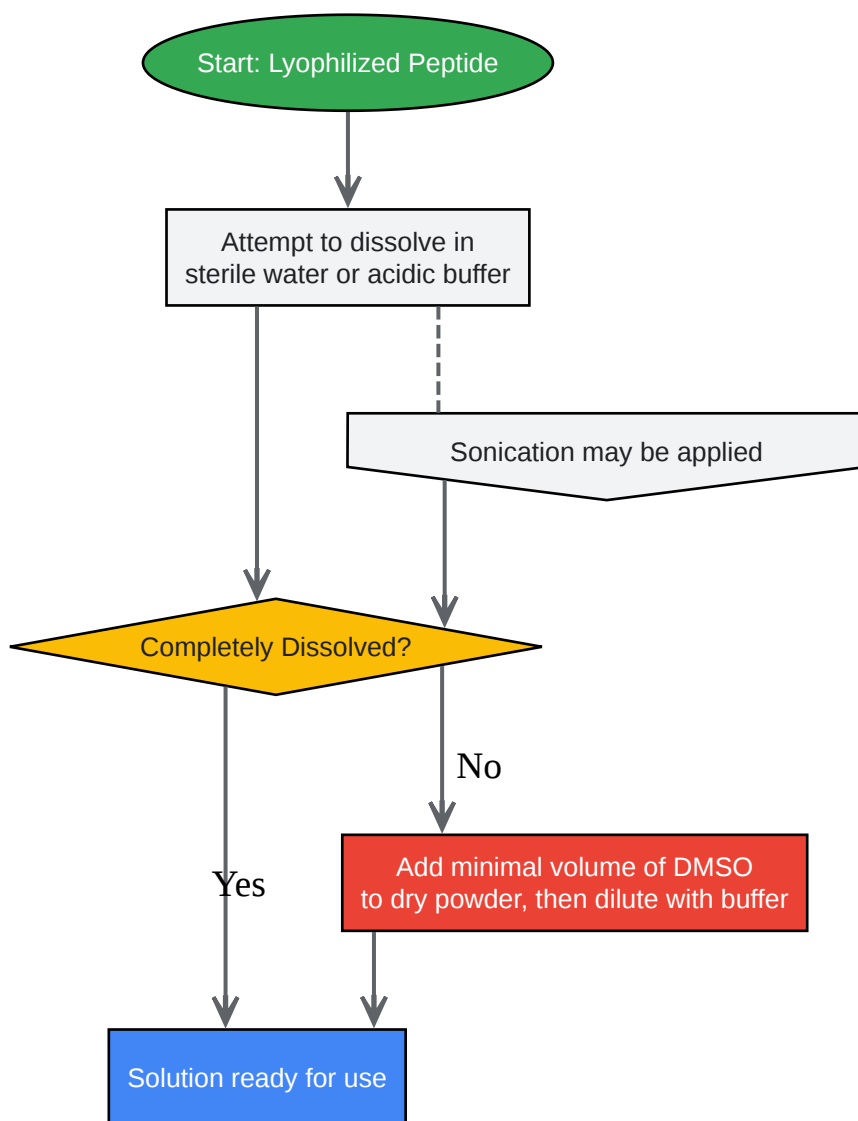 Start: Lyophilized Peptide
Attempt to dissolve in
sterile water or acidic buffer
Sonication may be applied
Completely Dissolved?
No
Add minimal volume of DMSO
to dry powder, then dilute with buffer
Yes
Solution ready for use